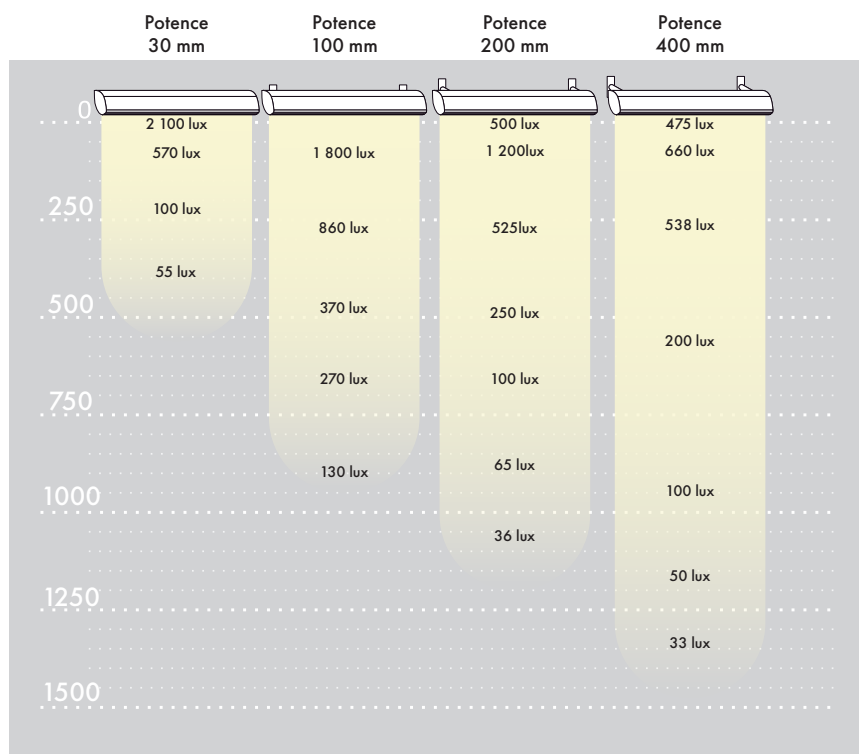 Potence
30 mm
Potence
100 mm
Potence
200 mm
Potence
400 mm
0
2 100 lux
500 lux
475 lux
570 lux
1 800 lux
1 200lux
660 lux
250
100 lux
860 lux
525lux
538 lux
55 lux
500
370 lux
250 lux
200 lux
270 lux
100 lux
750
130 lux
65 lux
1000
100 lux
36 lux
50 lux
1250
33 lux
1500